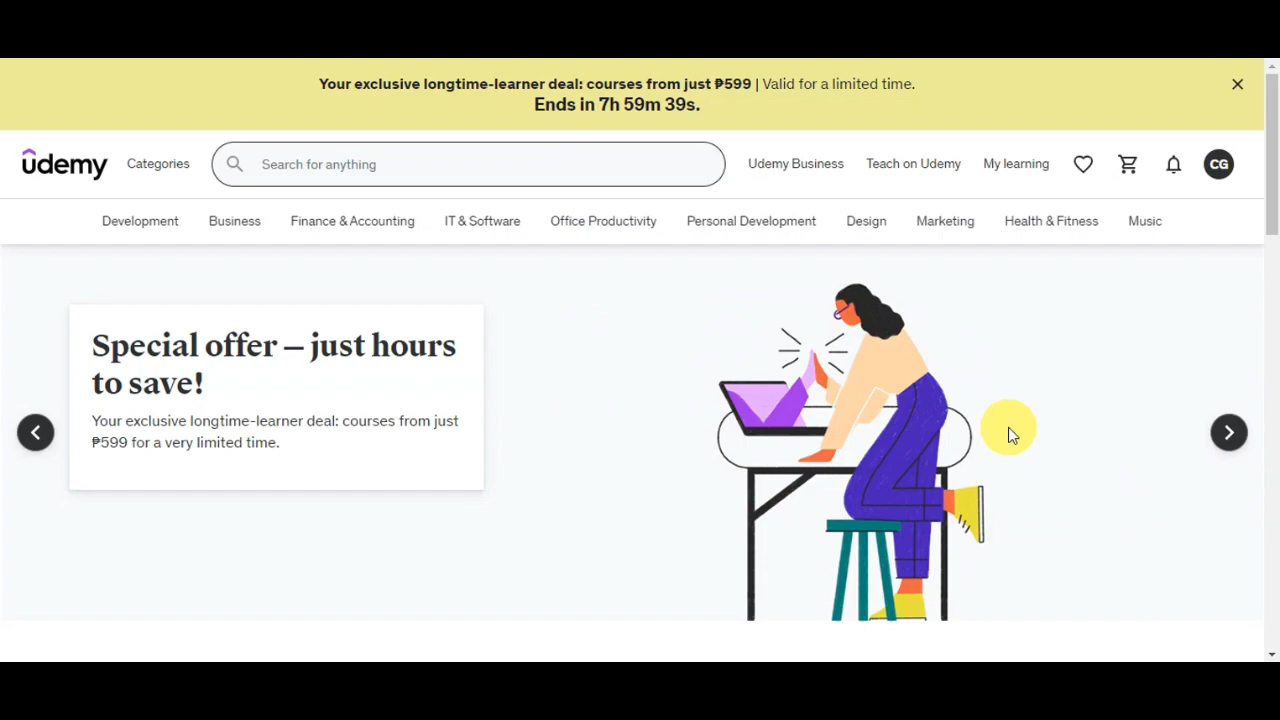 Your exclusive longtime-learner deal: courses from just ₱599 | Valid for a limited time.
Ends in 7h 59m 39s.
udemy Categories Search for anything Udemy Business Teach on Udemy My learning CG
Development Business Finance & Accounting IT & Software Office Productivity Personal Development Design Marketing Health & Fitness Music
Special offer – just hours
to save!
Your exclusive longtime-learner deal: courses from just
₱599 for a very limited time.